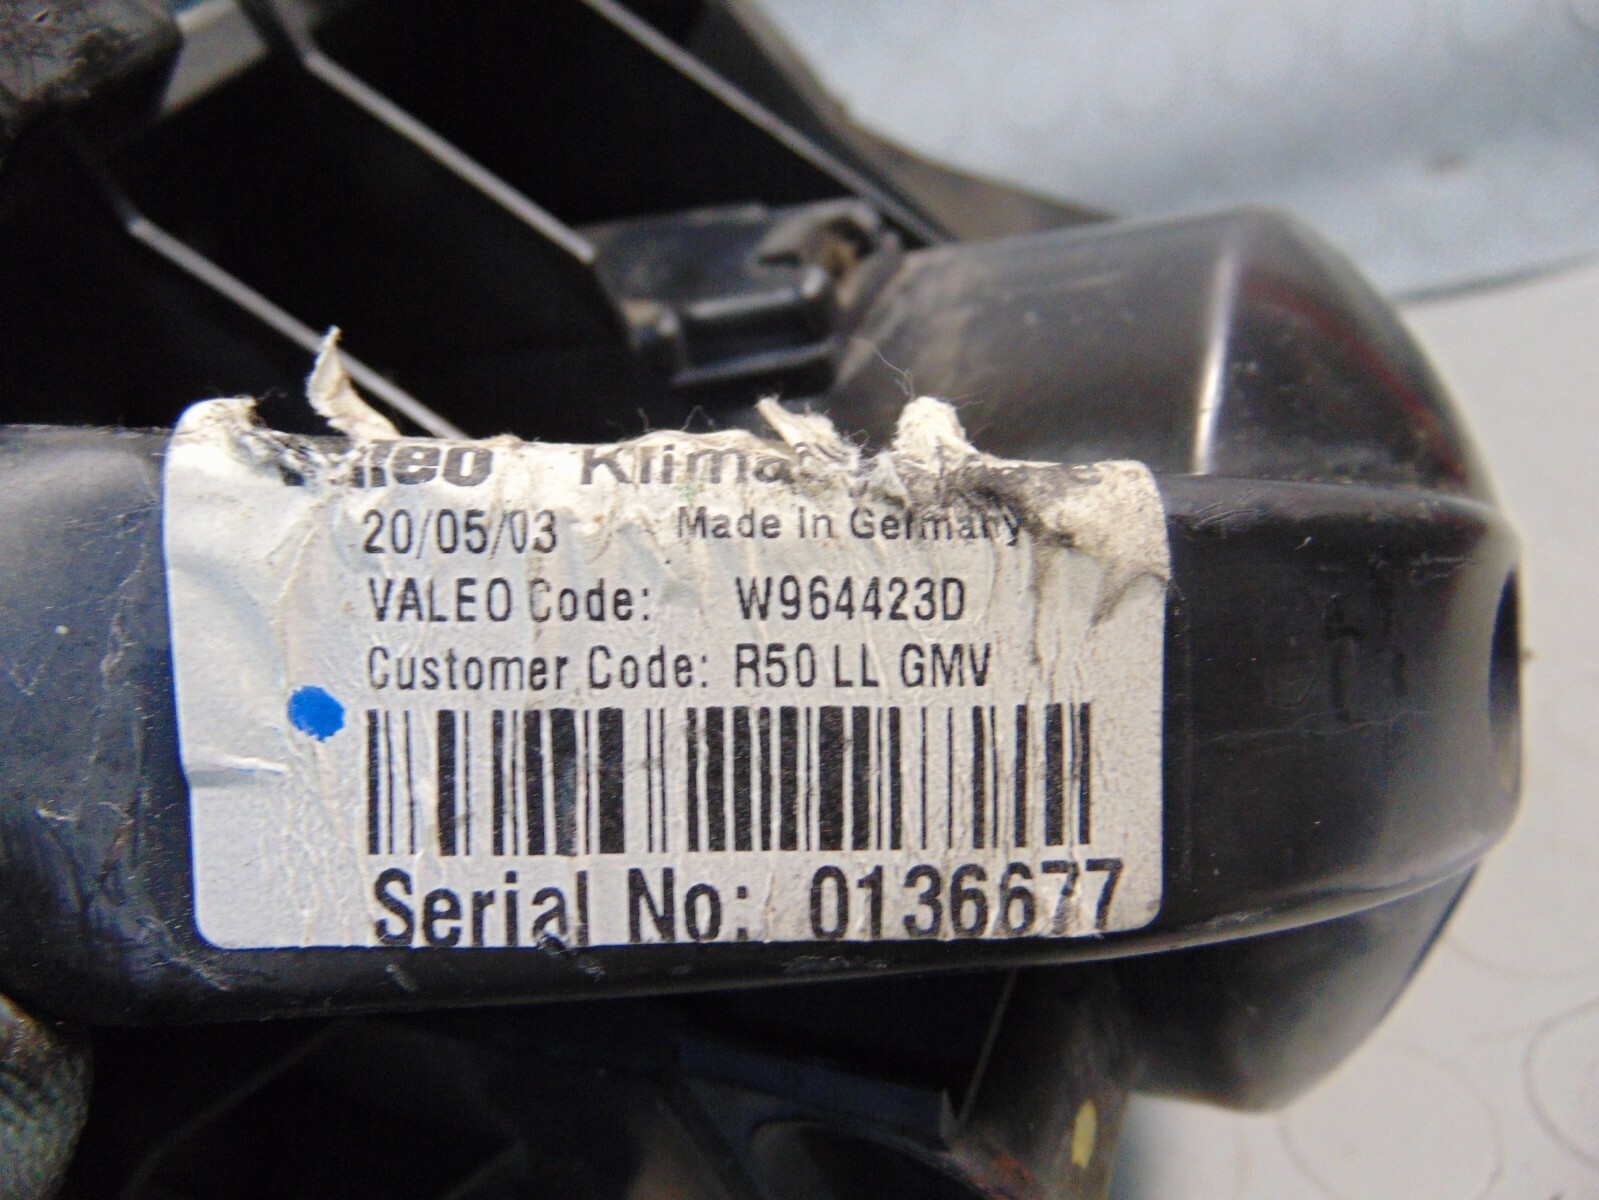 20/05/03 Made in Germany
VALEO Code: W964423D
Customer Code: R50 LL GMV
Serial No: 0136677